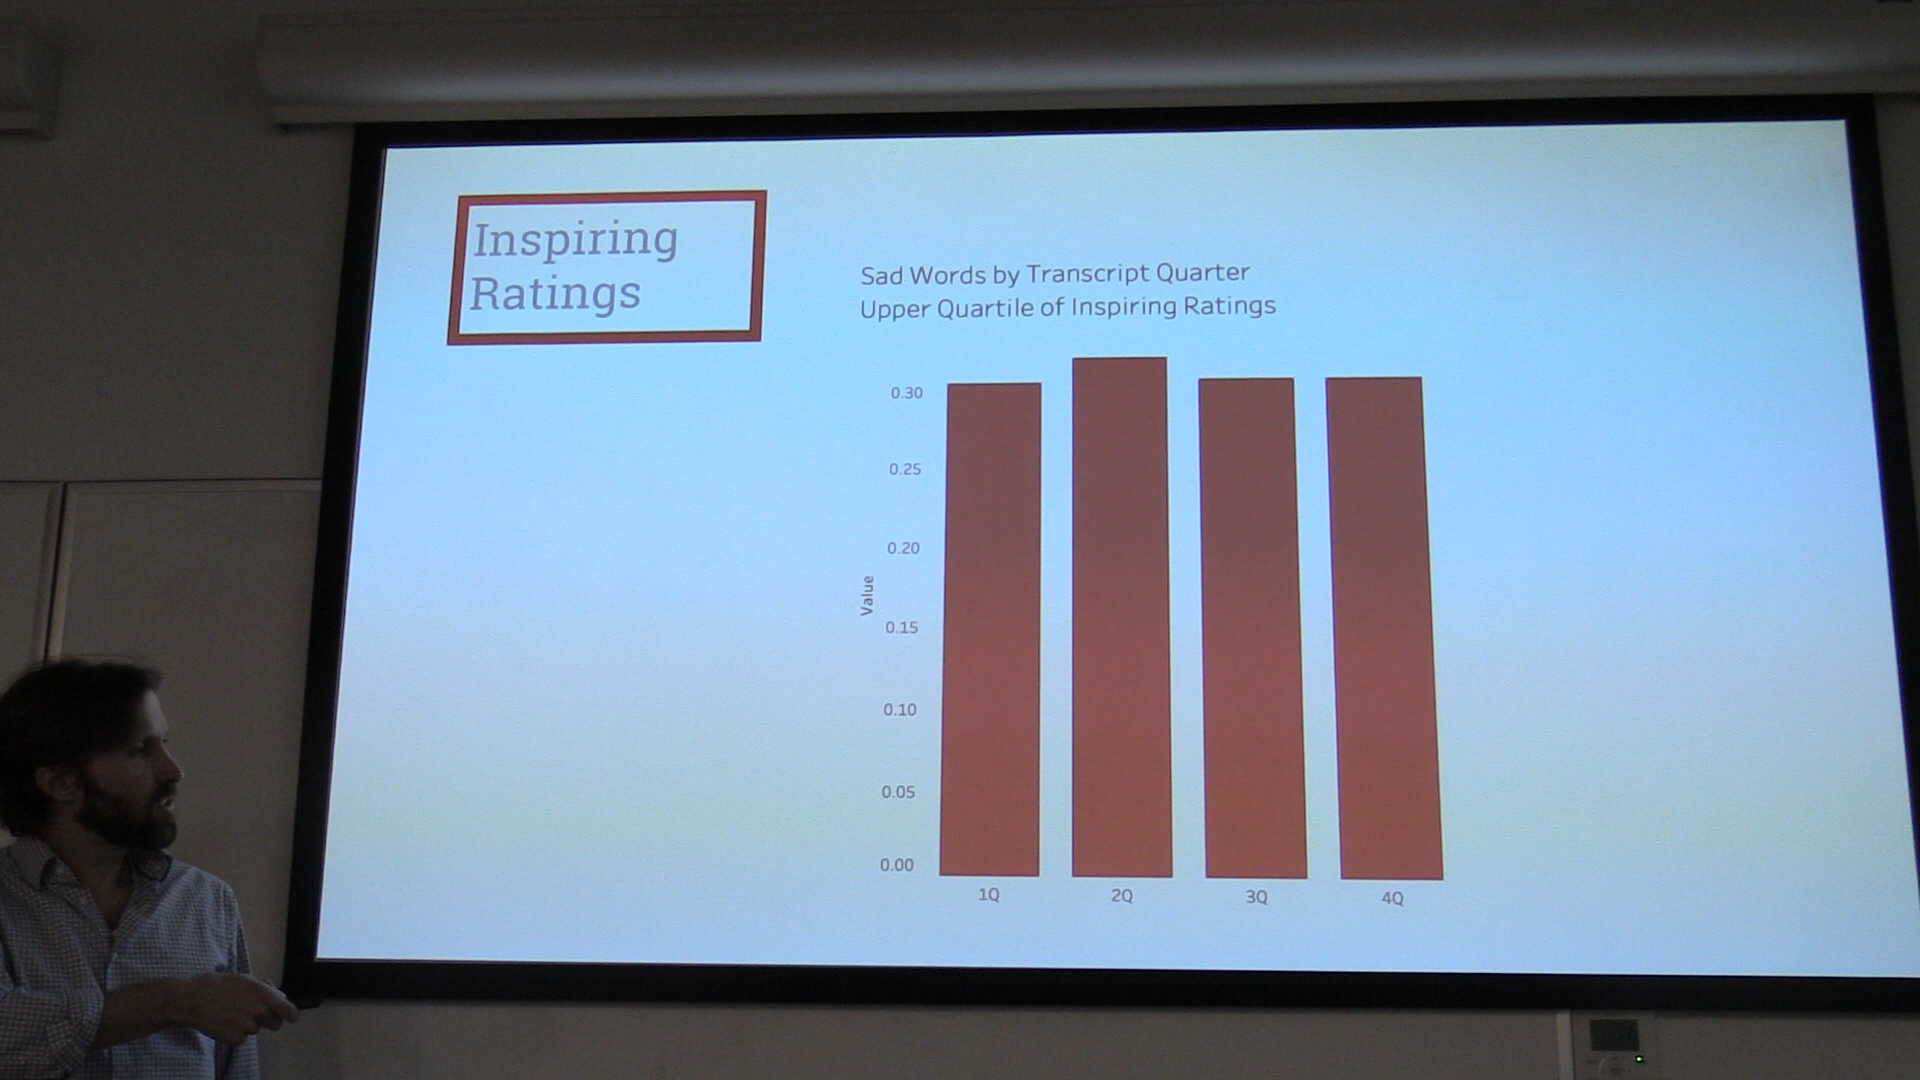 Inspiring
Ratings
Sad Words by Transcript Quarter
Upper Quartile of Inspiring Ratings
0.30
0.25
0.20
Value
0.15
0.10
0.05
0.00
1Q 2Q 3Q 4Q